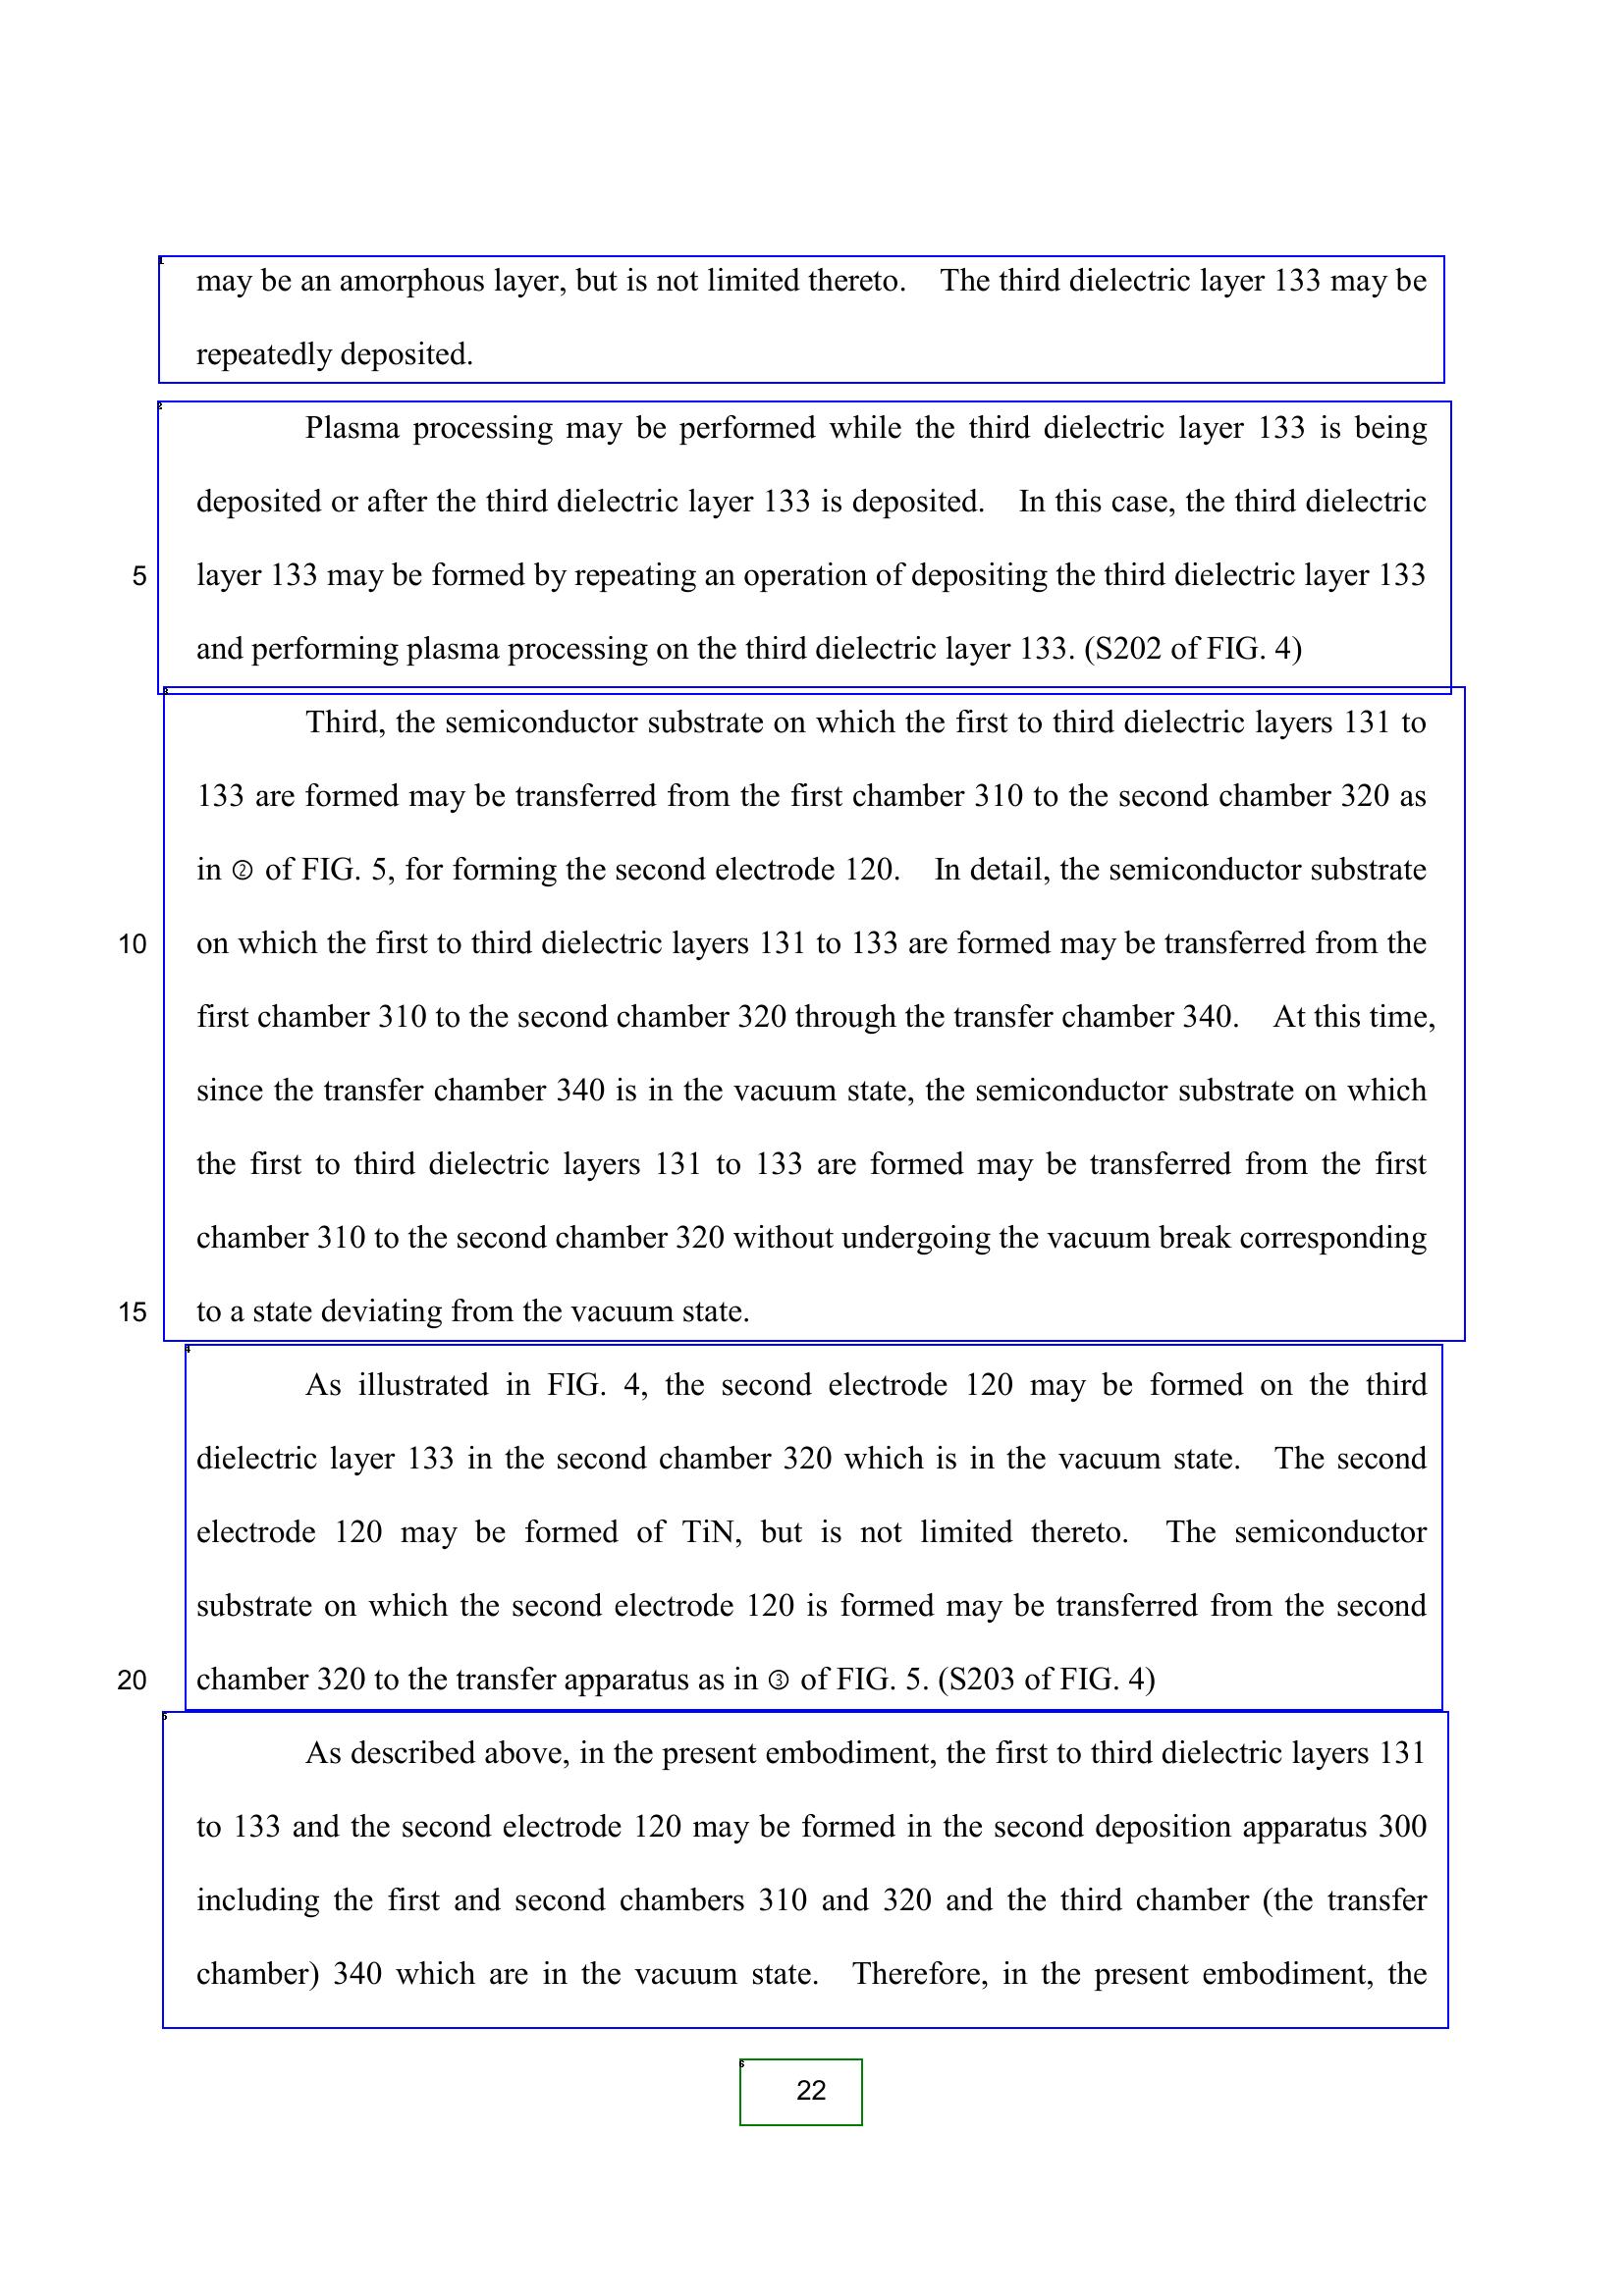 may be an amorphous layer, but is not limited thereto. The third dielectric layer 133 may be
repeatedly deposited.
Plasma processing may be performed while the third dielectric layer 133 is being
deposited or after the third dielectric layer 133 is deposited. In this case, the third dielectric
5 layer 133 may be formed by repeating an operation of depositing the third dielectric layer 133
and performing plasma processing on the third dielectric layer 133. (S202 of FIG. 4)
Third, the semiconductor substrate on which the first to third dielectric layers 131 to
133 are formed may be transferred from the first chamber 310 to the second chamber 320 as
in ② of FIG. 5, for forming the second electrode 120. In detail, the semiconductor substrate
10 on which the first to third dielectric layers 131 to 133 are formed may be transferred from the
first chamber 310 to the second chamber 320 through the transfer chamber 340. At this time,
since the transfer chamber 340 is in the vacuum state, the semiconductor substrate on which
the first to third dielectric layers 131 to 133 are formed may be transferred from the first
chamber 310 to the second chamber 320 without undergoing the vacuum break corresponding
15 to a state deviating from the vacuum state.
As illustrated in FIG. 4, the second electrode 120 may be formed on the third
dielectric layer 133 in the second chamber 320 which is in the vacuum state. The second
electrode 120 may be formed of TiN, but is not limited thereto. The semiconductor
substrate on which the second electrode 120 is formed may be transferred from the second
20 chamber 320 to the transfer apparatus as in ③ of FIG. 5. (S203 of FIG. 4)
As described above, in the present embodiment, the first to third dielectric layers 131
to 133 and the second electrode 120 may be formed in the second deposition apparatus 300
including the first and second chambers 310 and 320 and the third chamber (the transfer
chamber) 340 which are in the vacuum state. Therefore, in the present embodiment, the
22